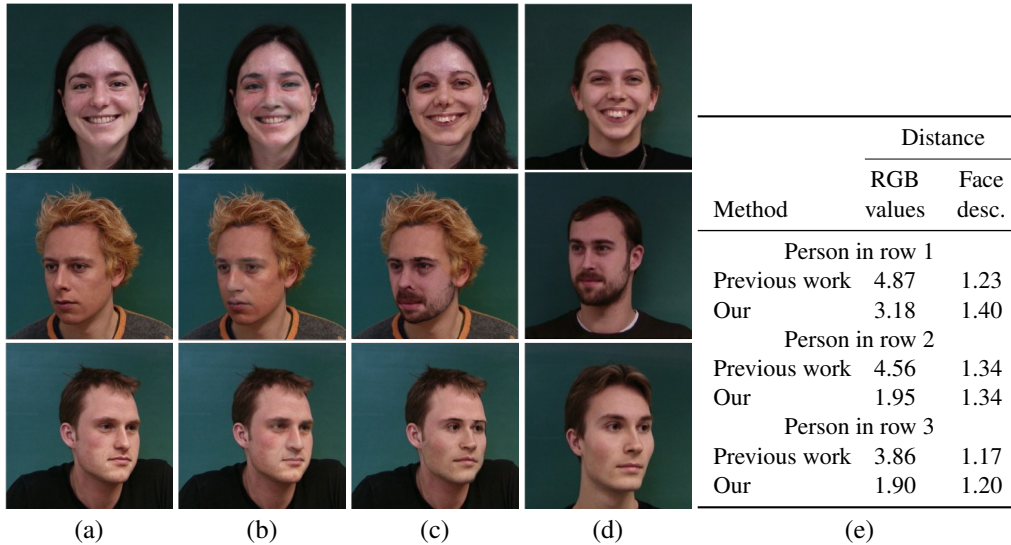 Distance
RGB Face
Method values desc.
Person in row 1
Previous work 4.87 1.23
Our 3.18 1.40
Person in row 2
Previous work 4.56 1.34
Our 1.95 1.34
Person in row 3
Previous work 3.86 1.17
Our 1.90 1.20
(a) (b) (c) (d) (e)